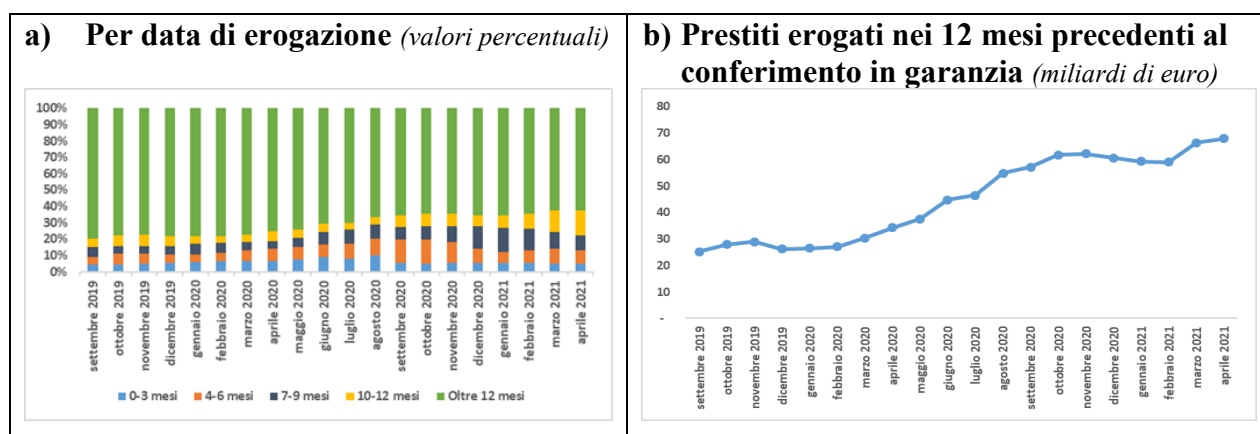 a) Per data di erogazione (valori percentuali)
100%
90%
80%
70%
60%
50%
40%
30%
20%
10%
0%
settembre 2019
ottobre 2019
novembre 2019
dicembre 2019
gennaio 2020
febbraio 2020
marzo 2020
aprile 2020
maggio 2020
giugno 2020
luglio 2020
agosto 2020
settembre 2020
ottobre 2020
novembre 2020
dicembre 2020
gennaio 2021
febbraio 2021
marzo 2021
aprile 2021
0-3 mesi 4-6 mesi 7-9 mesi 10-12 mesi Oltre 12 mesi
b) Prestiti erogati nei 12 mesi precedenti al
conferimento in garanzia (miliardi di euro)
80
70
60
50
40
30
20
10
-
settembre 2019
ottobre 2019
novembre 2019
dicembre 2019
gennaio 2020
febbraio 2020
marzo 2020
aprile 2020
maggio 2020
giugno 2020
luglio 2020
agosto 2020
settembre 2020
ottobre 2020
novembre 2020
dicembre 2020
gennaio 2021
febbraio 2021
marzo 2021
aprile 2021